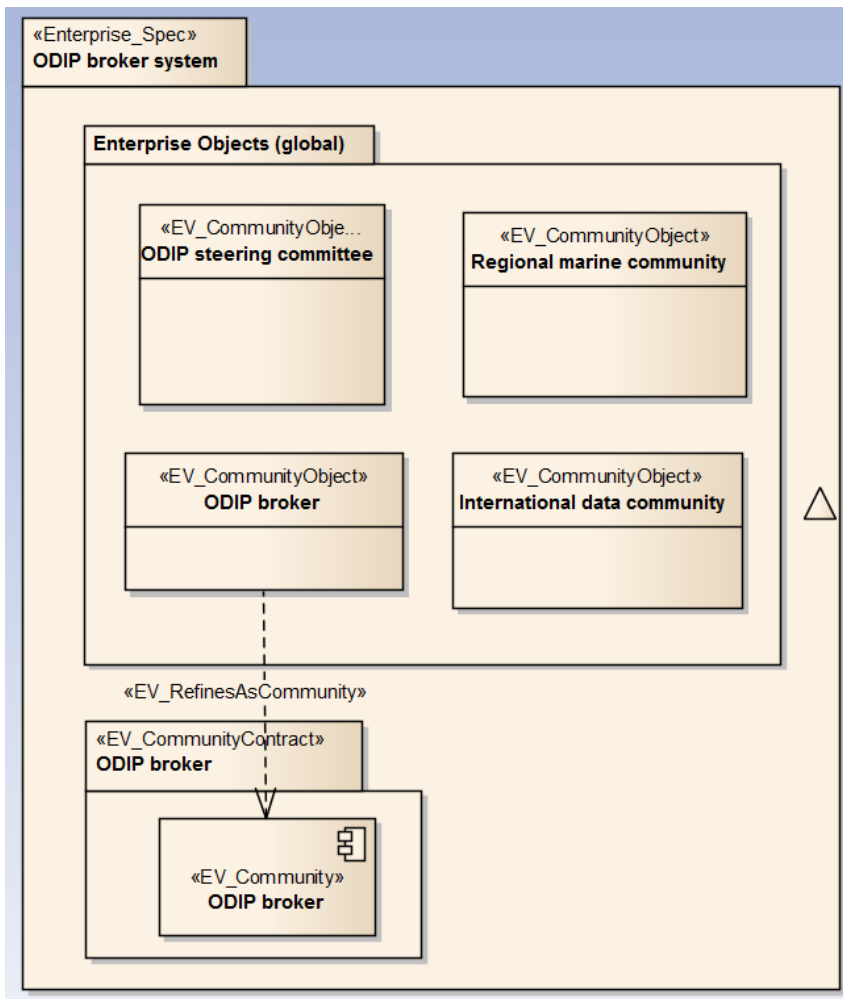 «Enterprise_Spec»
ODIP broker system
Enterprise Objects (global)
«EV_CommunityObje...
ODIP steering committee
«EV_CommunityObject»
Regional marine community
«EV_CommunityObject»
ODIP broker
«EV_CommunityObject»
International data community
«EV_RefinesAsCommunity»
«EV_CommunityContract»
ODIP broker
«EV_Community»
ODIP broker